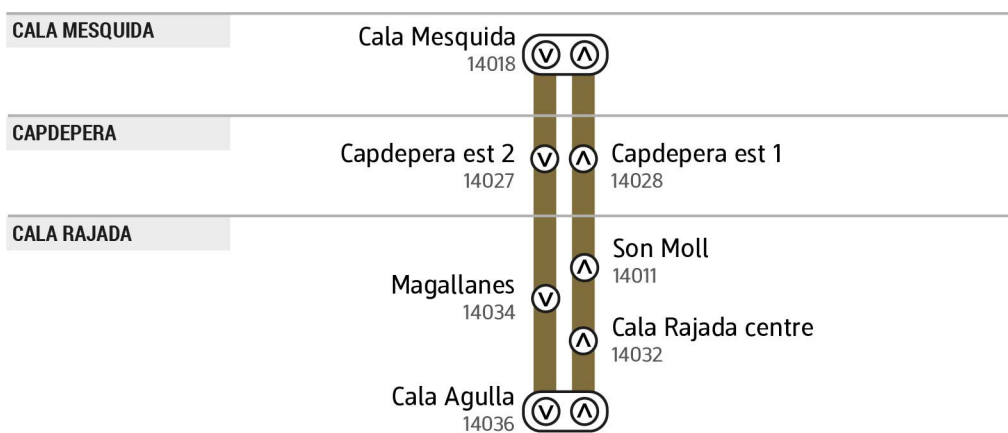 CALA MESQUIDA
Cala Mesquida
14018
CAPDEPERA
Capdepera est 2
14027
Capdepera est 1
14028
CALA RAJADA
Son Moll
14011
Magallanes
14034
Cala Rajada centre
14032
Cala Agulla
14036